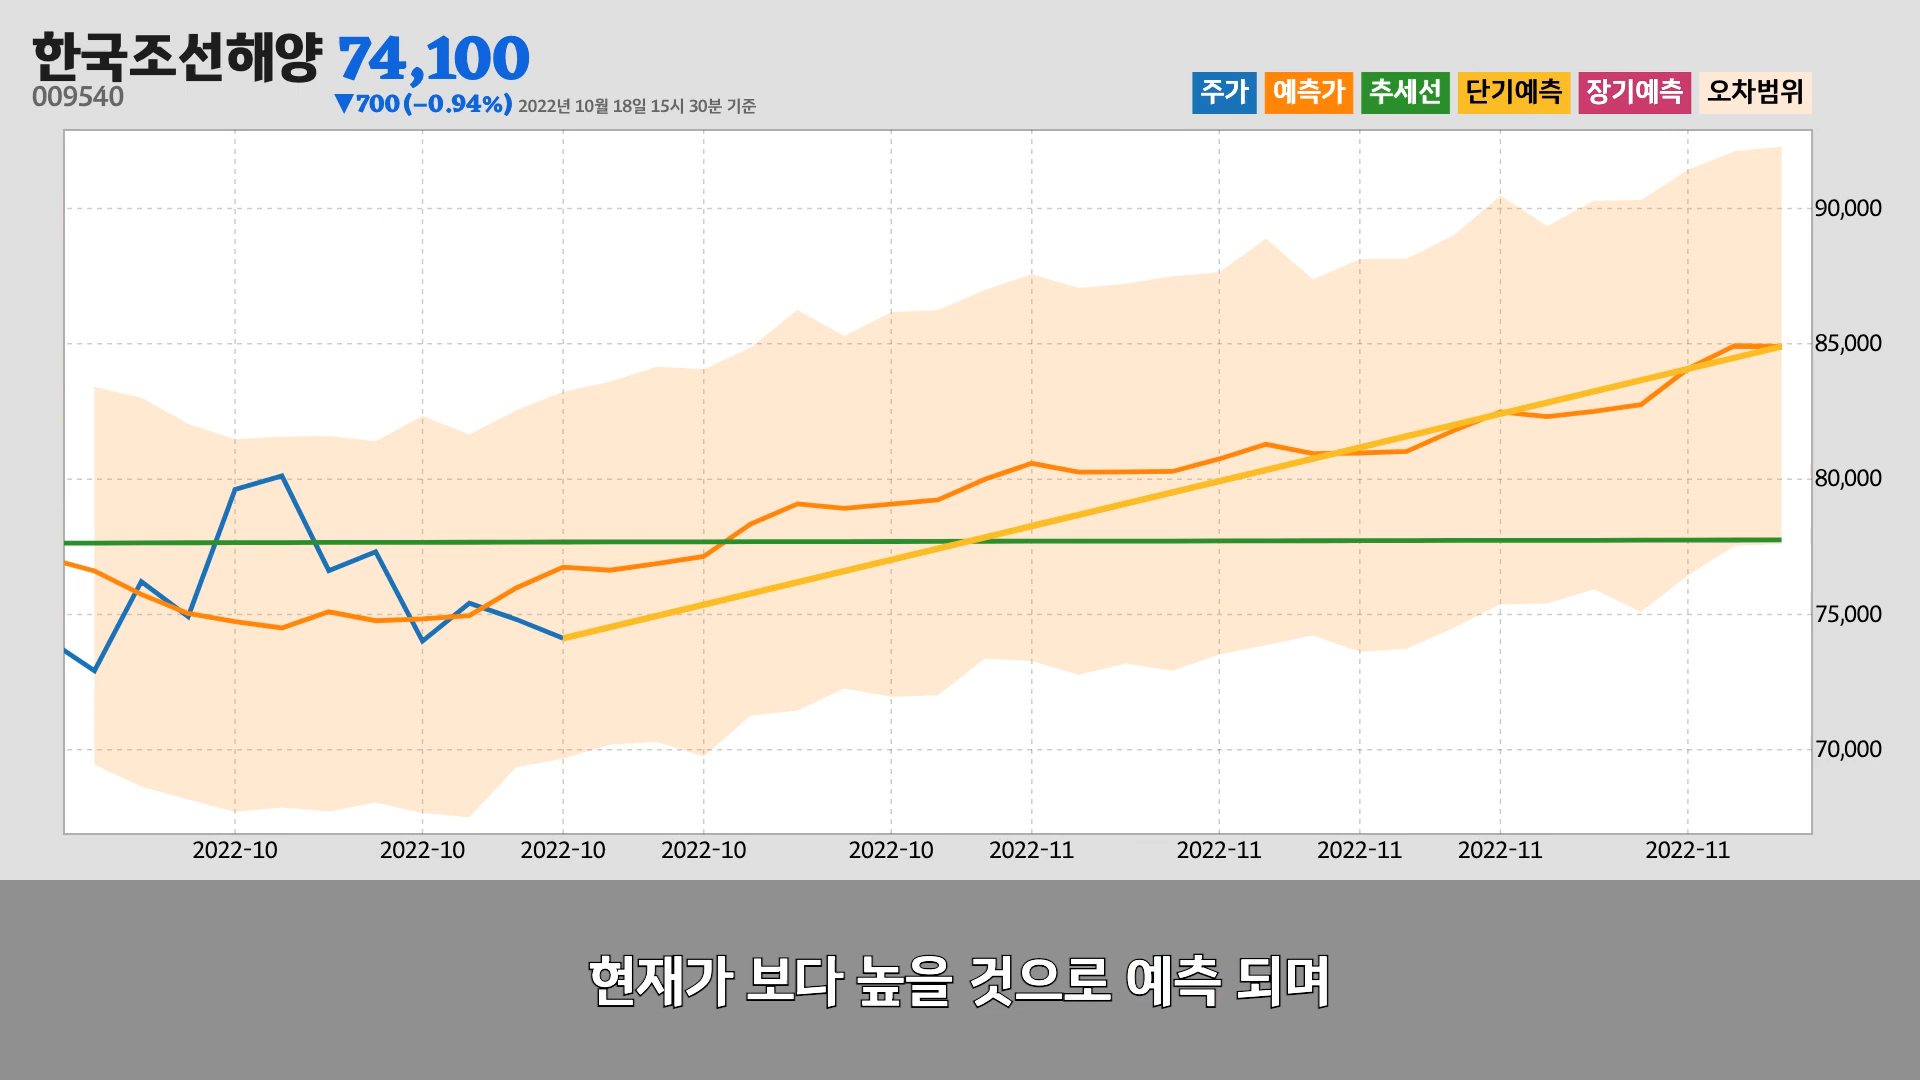 한국조선해양 74,100
009540
▼700 (−0.94%) 2022년 10월 18일 15시 30분 기준
주가 예측가 추세선 단기예측 장기예측 오차범위
90,000
85,000
80,000
75,000
70,000
2022-10 2022-10 2022-10 2022-10 2022-10 2022-11 2022-11 2022-11 2022-11 2022-11
현재가 보다 높을 것으로 예측 되며